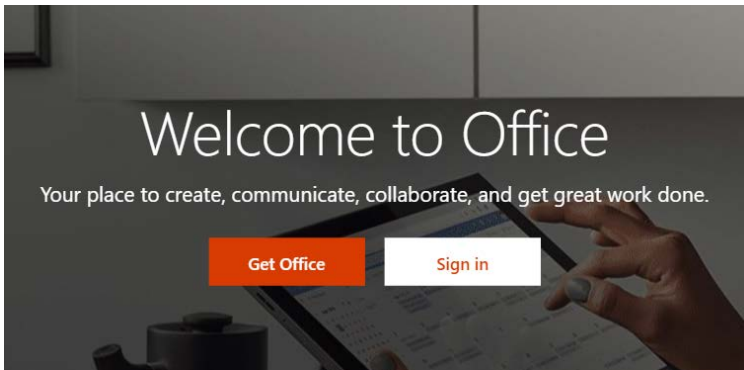 Welcome to Office
Your place to create, communicate, collaborate, and get great work done.
Get Office
Sign in